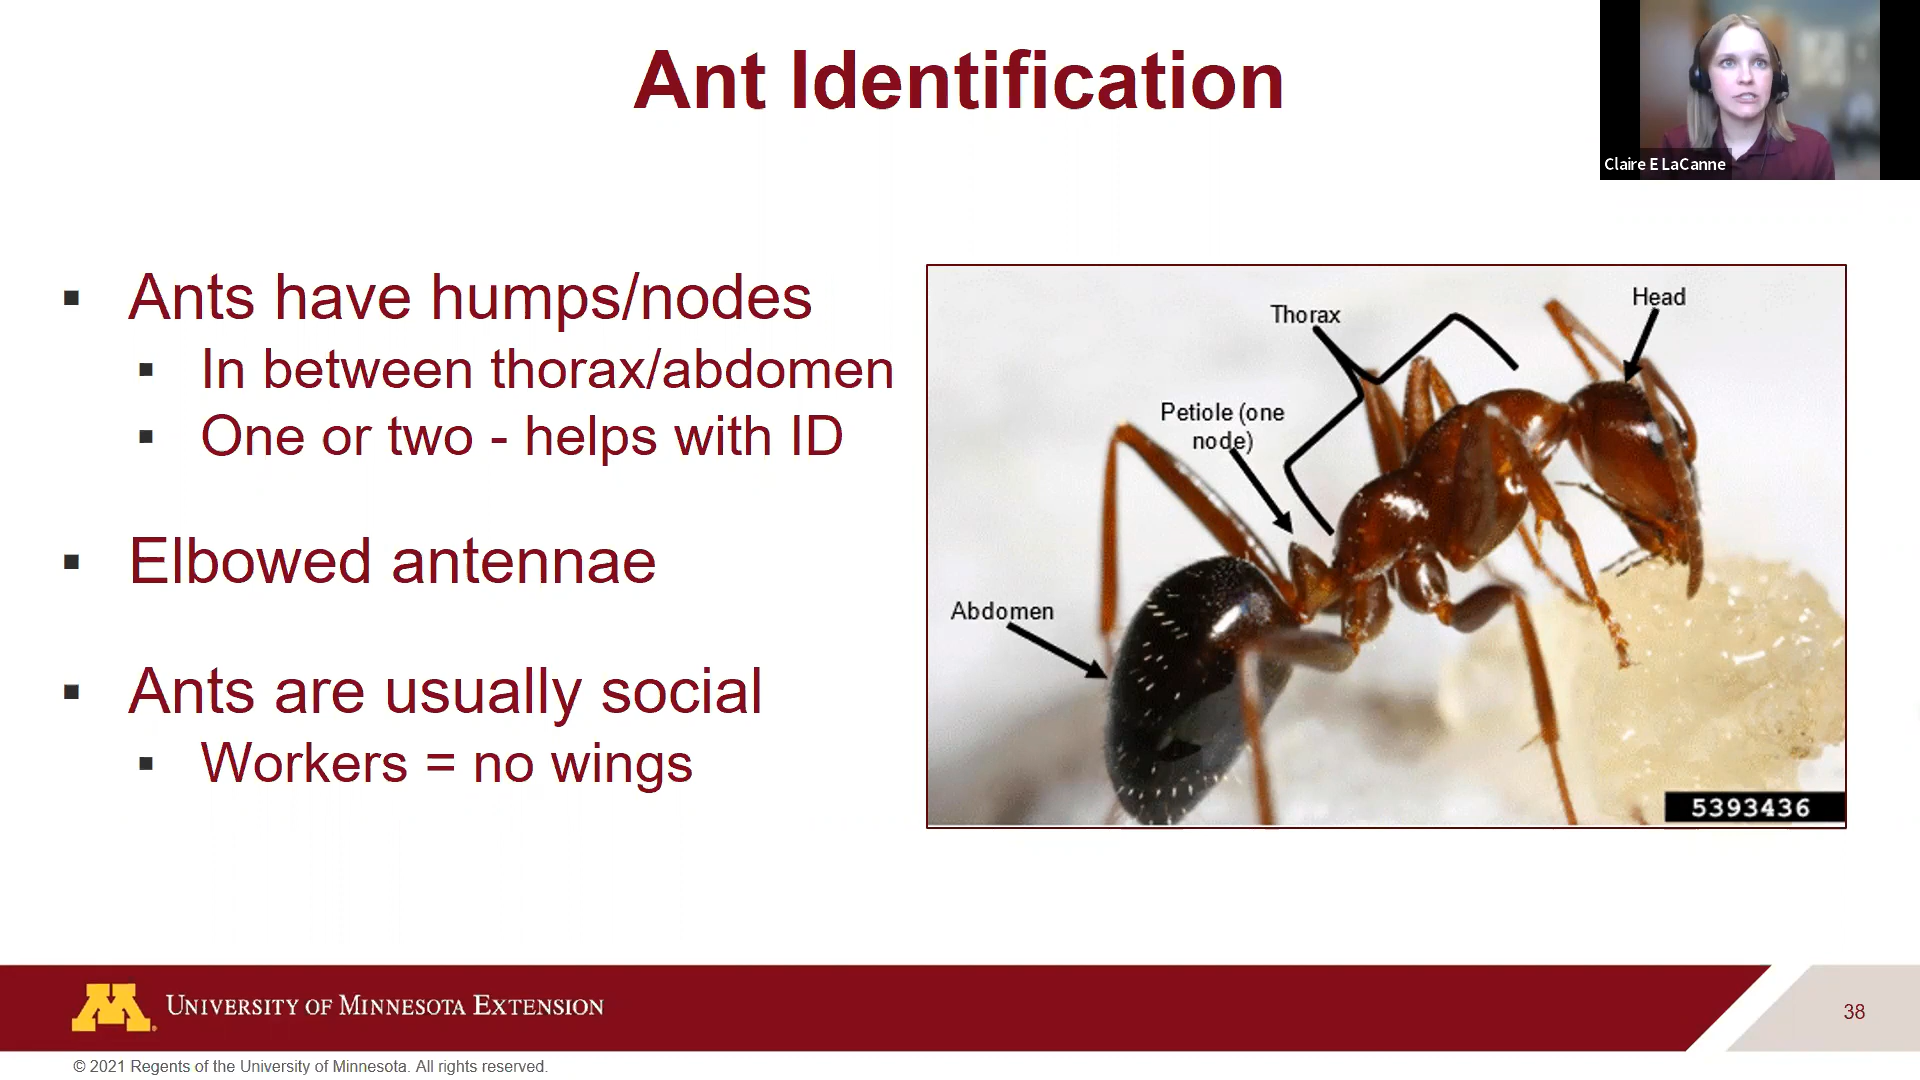 Ant Identification
Claire E LaCanne
▪ Ants have humps/nodes
▪ In between thorax/abdomen
▪ One or two - helps with ID
▪ Elbowed antennae
▪ Ants are usually social
▪ Workers = no wings
Thorax
Head
Petiole (one
node)
Abdomen
5393436
M
UNIVERSITY OF MINNESOTA EXTENSION
38
© 2021 Regents of the University of Minnesota. All rights reserved.